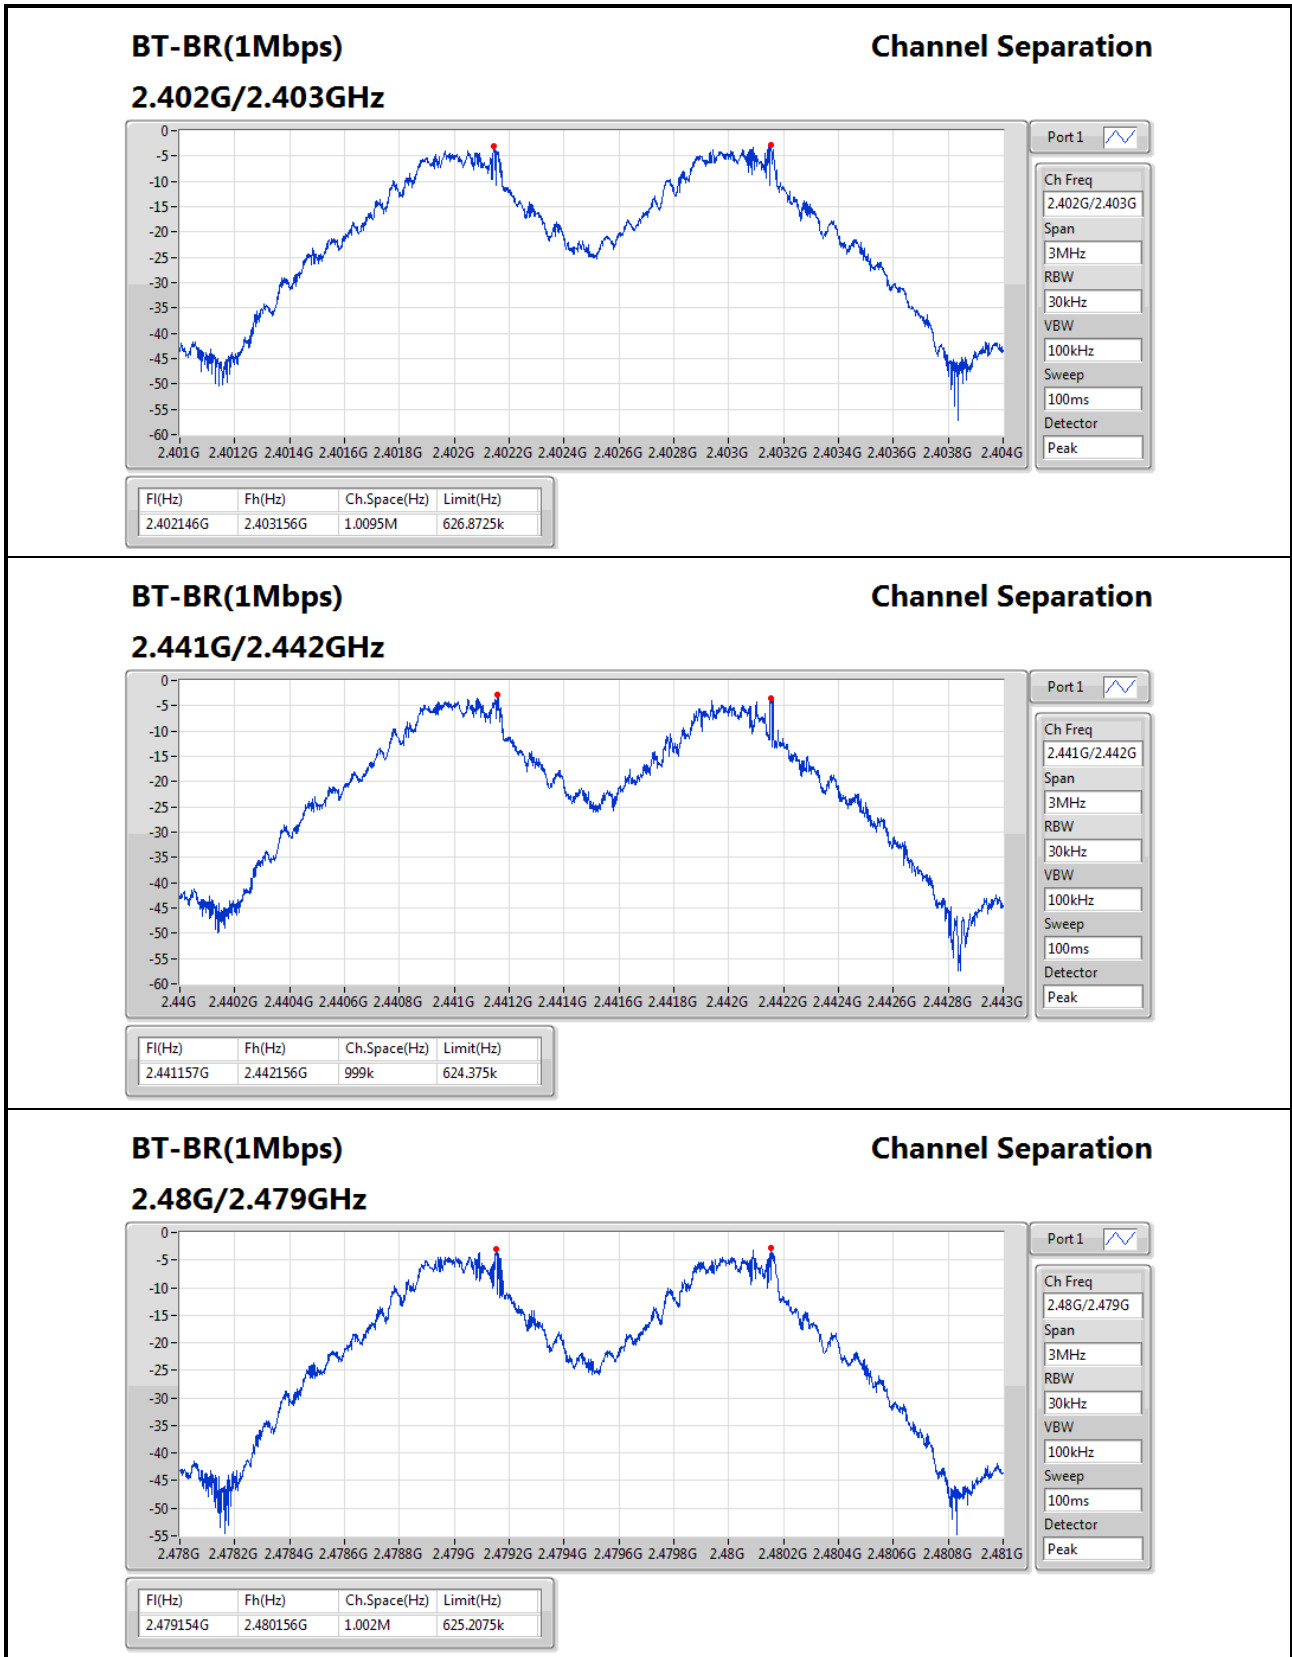 BT-BR(1Mbps) Channel Separation
2.402G/2.403GHz
Port 1
0
-5
-10
-15
-20
-25
-30
-35
-40
-45
-50
-55
-60
2.401G 2.4012G 2.4014G 2.4016G 2.4018G 2.402G 2.4022G 2.4024G 2.4026G 2.4028G 2.403G 2.4032G 2.4034G 2.4036G 2.4038G 2.404G
Ch Freq
2.402G/2.403G
Span
3MHz
RBW
30kHz
VBW
100kHz
Sweep
100ms
Detector
Peak
Fl(Hz) Fh(Hz) Ch.Space(Hz) Limit(Hz)
2.402146G 2.403156G 1.0095M 626.8725k
BT-BR(1Mbps) Channel Separation
2.441G/2.442GHz
Port 1
0
-5
-10
-15
-20
-25
-30
-35
-40
-45
-50
-55
-60
2.44G 2.4402G 2.4404G 2.4406G 2.4408G 2.441G 2.4412G 2.4414G 2.4416G 2.4418G 2.442G 2.4422G 2.4424G 2.4426G 2.4428G 2.443G
Ch Freq
2.441G/2.442G
Span
3MHz
RBW
30kHz
VBW
100kHz
Sweep
100ms
Detector
Peak
Fl(Hz) Fh(Hz) Ch.Space(Hz) Limit(Hz)
2.441157G 2.442156G 999k 624.375k
BT-BR(1Mbps) Channel Separation
2.48G/2.479GHz
Port 1
0
-5
-10
-15
-20
-25
-30
-35
-40
-45
-50
-55
2.478G 2.4782G 2.4784G 2.4786G 2.4788G 2.479G 2.4792G 2.4794G 2.4796G 2.4798G 2.48G 2.4802G 2.4804G 2.4806G 2.4808G 2.481G
Ch Freq
2.48G/2.479G
Span
3MHz
RBW
30kHz
VBW
100kHz
Sweep
100ms
Detector
Peak
Fl(Hz) Fh(Hz) Ch.Space(Hz) Limit(Hz)
2.479154G 2.480156G 1.002M 625.2075k